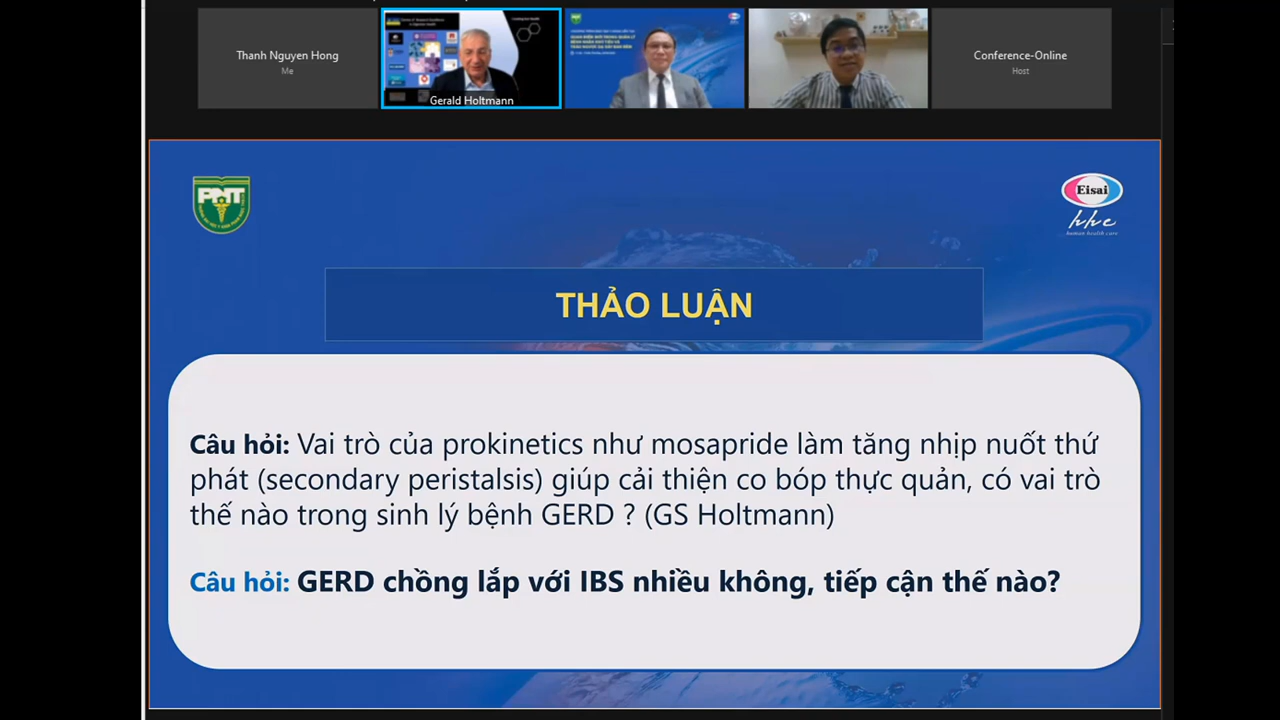 Thanh Nguyen Hong
Me
Gerald Holtmann
Conference-Online
Host
PNT
Eisai
hhc
human health care
THẢO LUẬN
Câu hỏi: Vai trò của prokinetics như mosapride làm tăng nhịp nuốt thứ
phát (secondary peristalsis) giúp cải thiện co bóp thực quản, có vai trò
thế nào trong sinh lý bệnh GERD ? (GS Holtmann)
Câu hỏi: GERD chồng lắp với IBS nhiều không, tiếp cận thế nào?